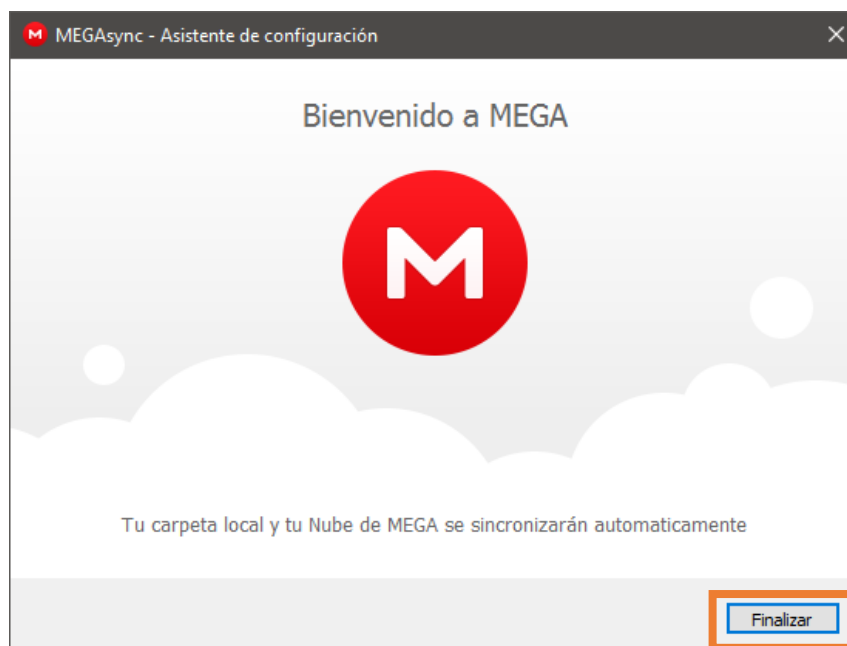 MEGAsync - Asistente de configuración
Bienvenido a MEGA
M
Tu carpeta local y tu Nube de MEGA se sincronizarán automaticamente
Finalizar